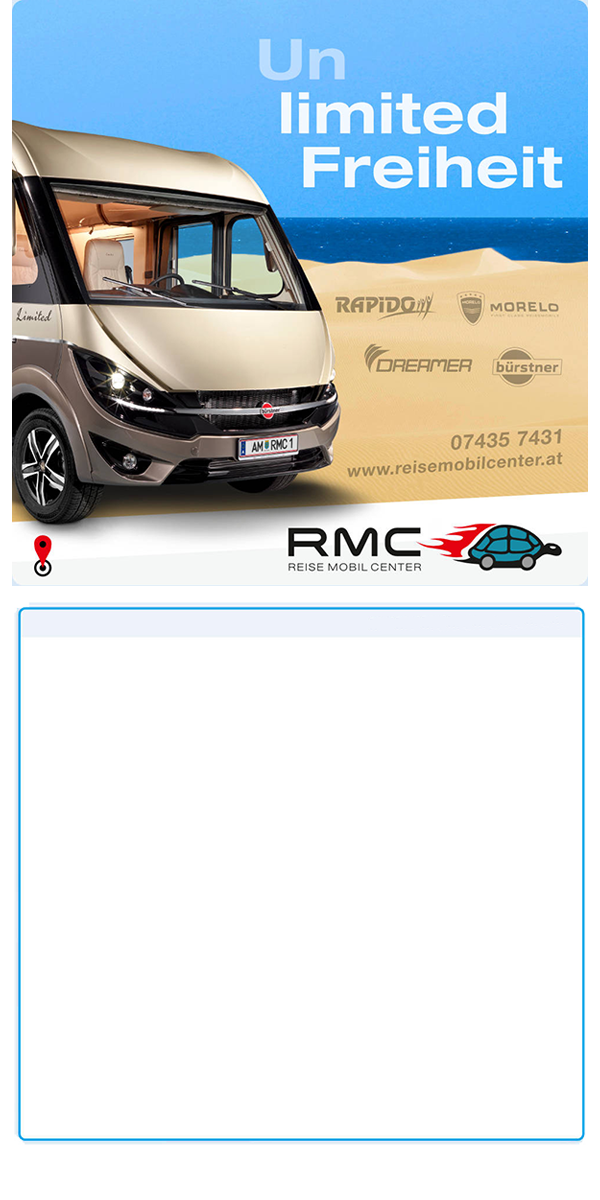 Un
limited
Freiheit
RAPIDO
MORELO
DREAMER
bürstner
Limited
bürstner
AM RMC 1
07435 7431
www.reisemobilcenter.at
RMC
REISE MOBIL CENTER